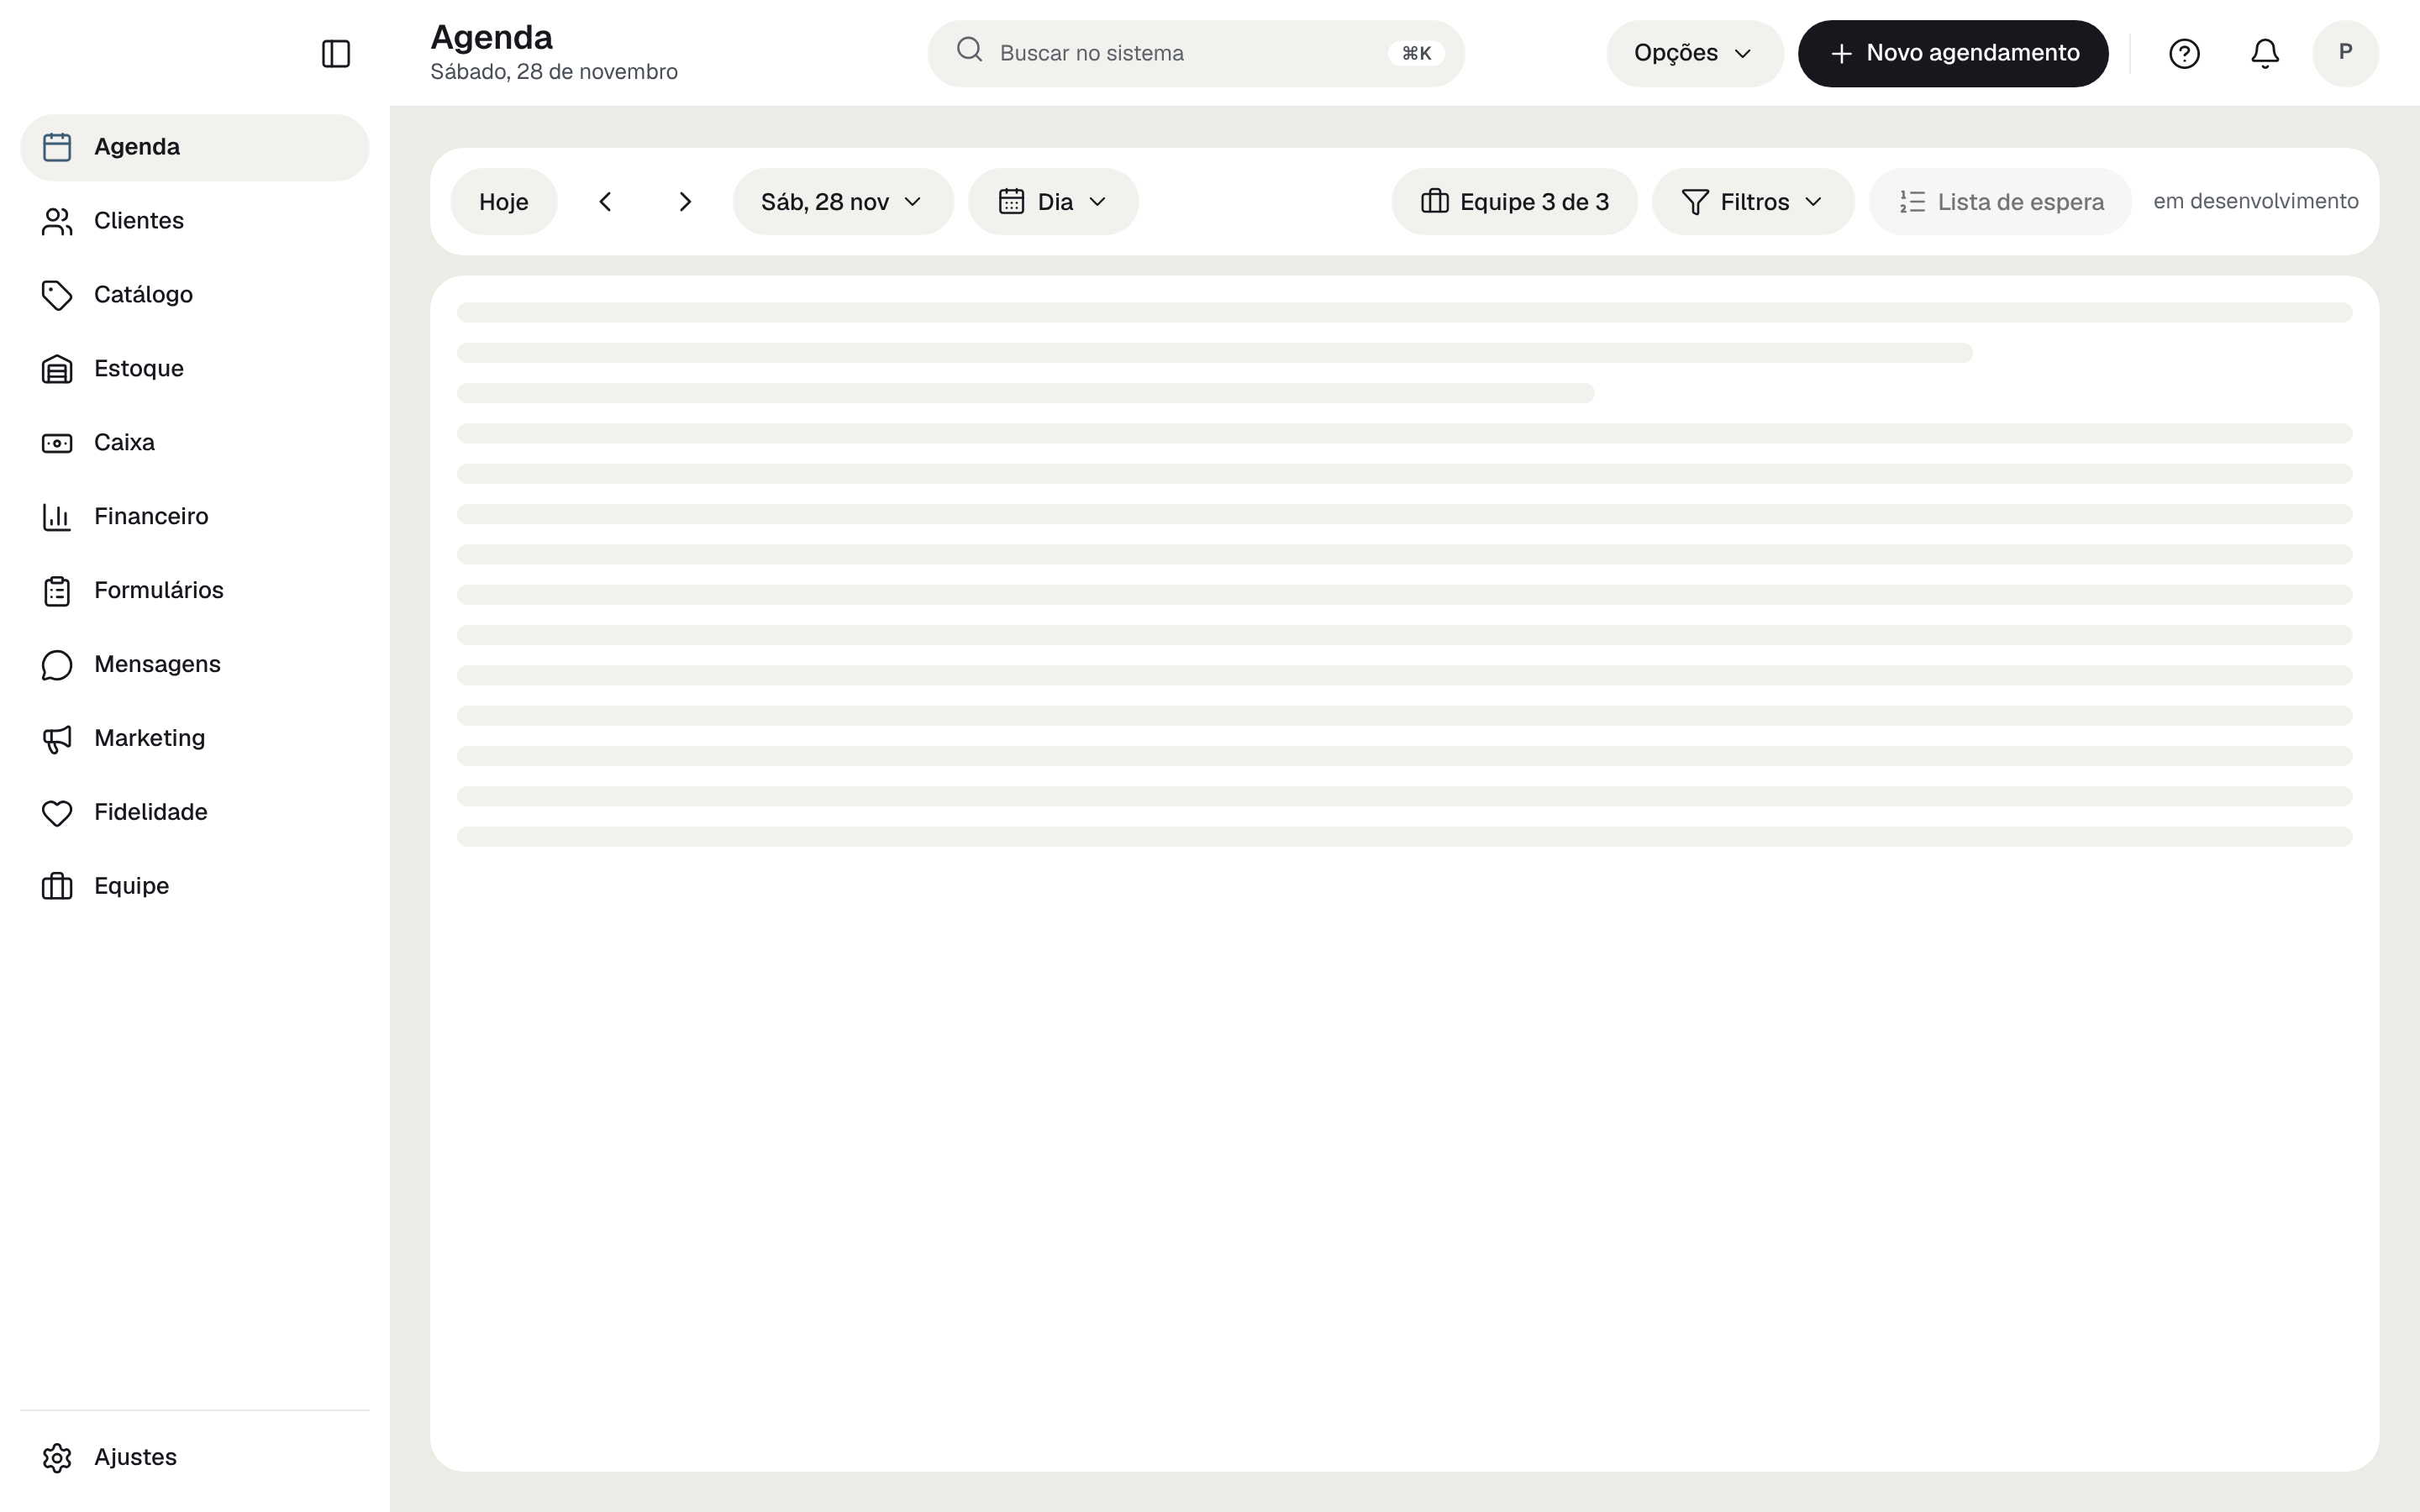 Agenda
Sábado, 28 de novembro
Buscar no sistema
⌘K
Opções
Novo agendamento
P
Agenda
Clientes
Catálogo
Estoque
Caixa
Financeiro
Formulários
Mensagens
Marketing
Fidelidade
Equipe
Ajustes
Hoje
Sáb, 28 nov
Dia
Equipe 3 de 3
Filtros
Lista de espera
em desenvolvimento